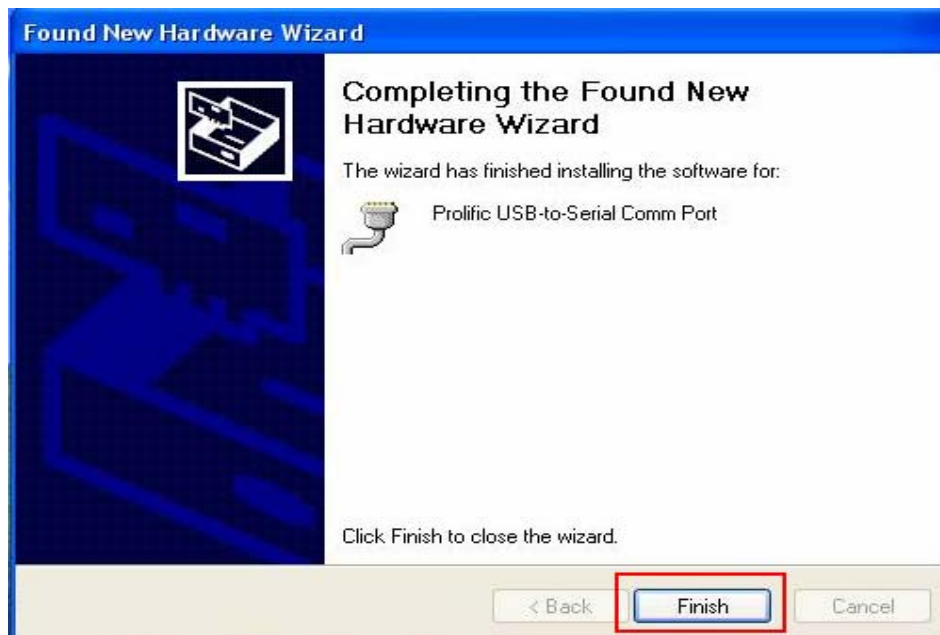 Found New Hardware Wizard
Completing the Found New
Hardware Wizard
The wizard has finished installing the software for:
Prolific USB-to-Serial Comm Port
Click Finish to close the wizard.
< Back
Finish
Cancel